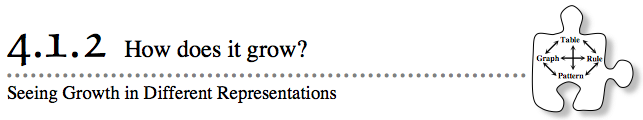 4.1.2 How does it grow?
Seeing Growth in Different Representations
Table
Graph Rule
Pattern